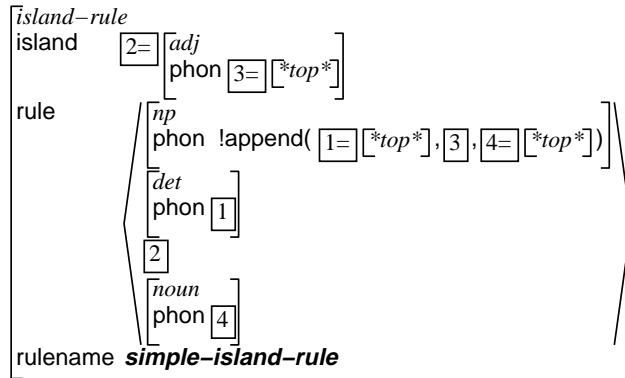 island−rule
island 2= adj
phon 3= [*top*]
rule np
phon !append( 1= [*top*], 3 , 4= [*top*])
det
phon 1
2
noun
phon 4
rulename simple−island−rule